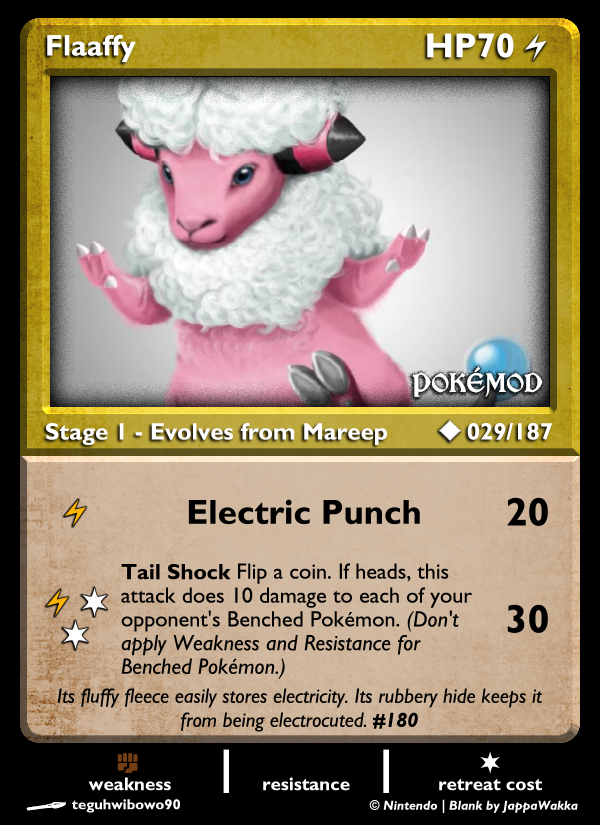 Flaaffy HP70
POKÉMOD
Stage 1 - Evolves from Mareep 029/187
Electric Punch 20
Tail Shock Flip a coin. If heads, this
attack does 10 damage to each of your
opponent's Benched Pokémon. (Don't
apply Weakness and Resistance for
Benched Pokémon.)
30
Its fluffy fleece easily stores electricity. Its rubbery hide keeps it
from being electrocuted. #180
weakness resistance retreat cost
teguhwibowo90 © Nintendo | Blank by JappaWakka